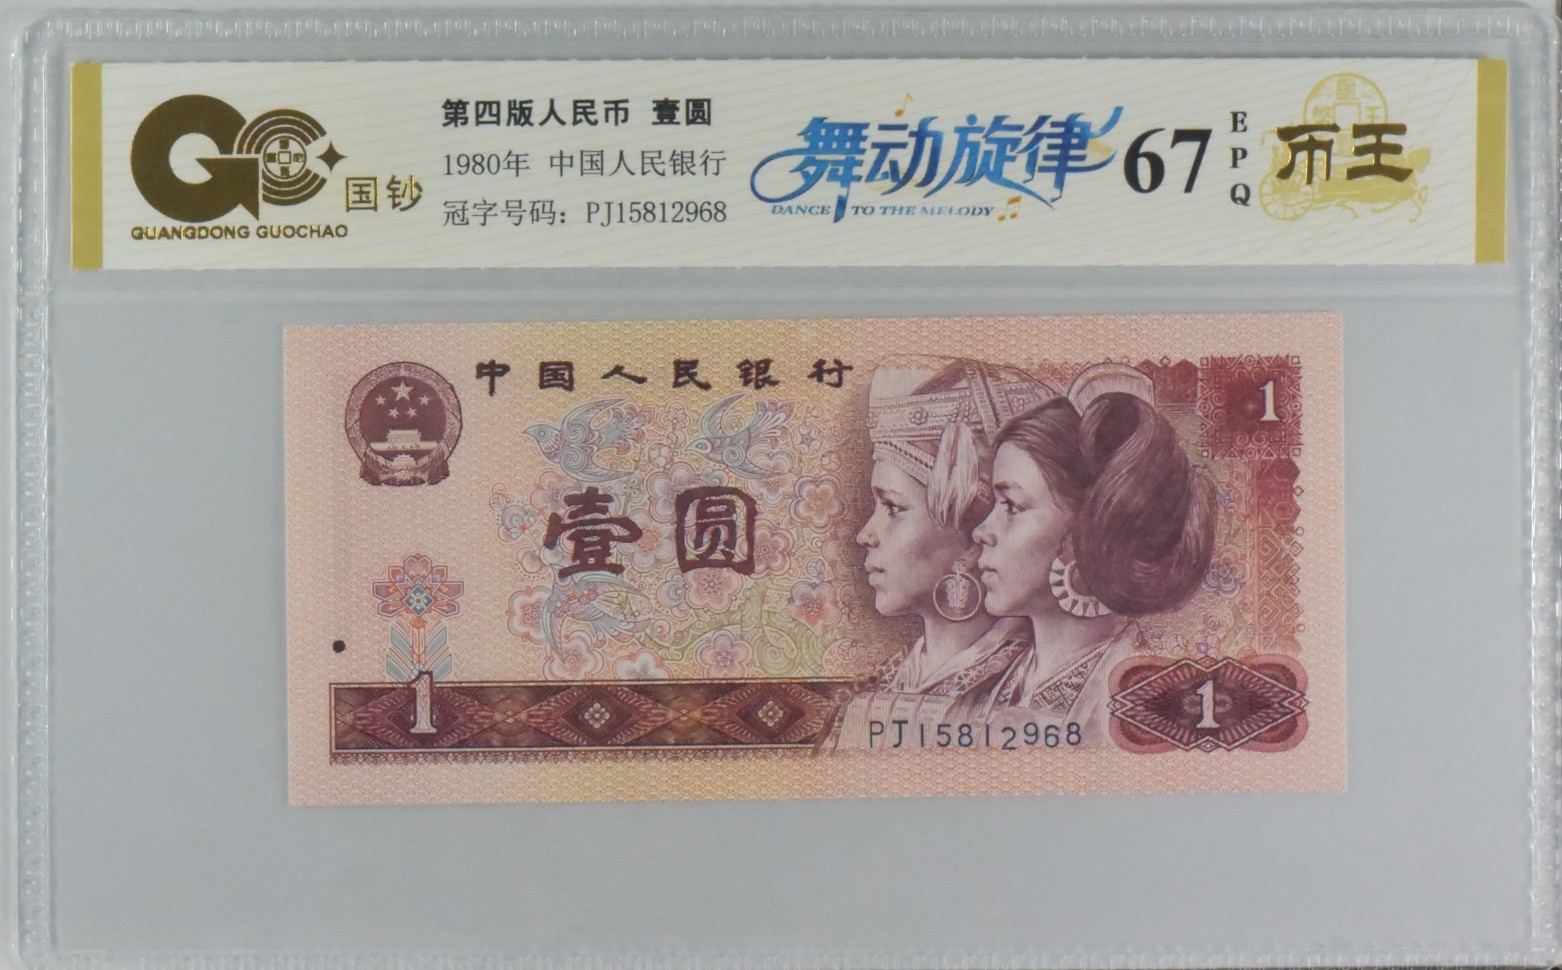 国钞
GUANGDONG GUOCHAO
第四版人民币 壹圆
1980年 中国人民银行
冠字号码：PJ15812968
舞动旋律
DANCE TO THE MELODY
67
EPQ
币王
中国人民银行
1
壹圆
1
PJ15812968
1